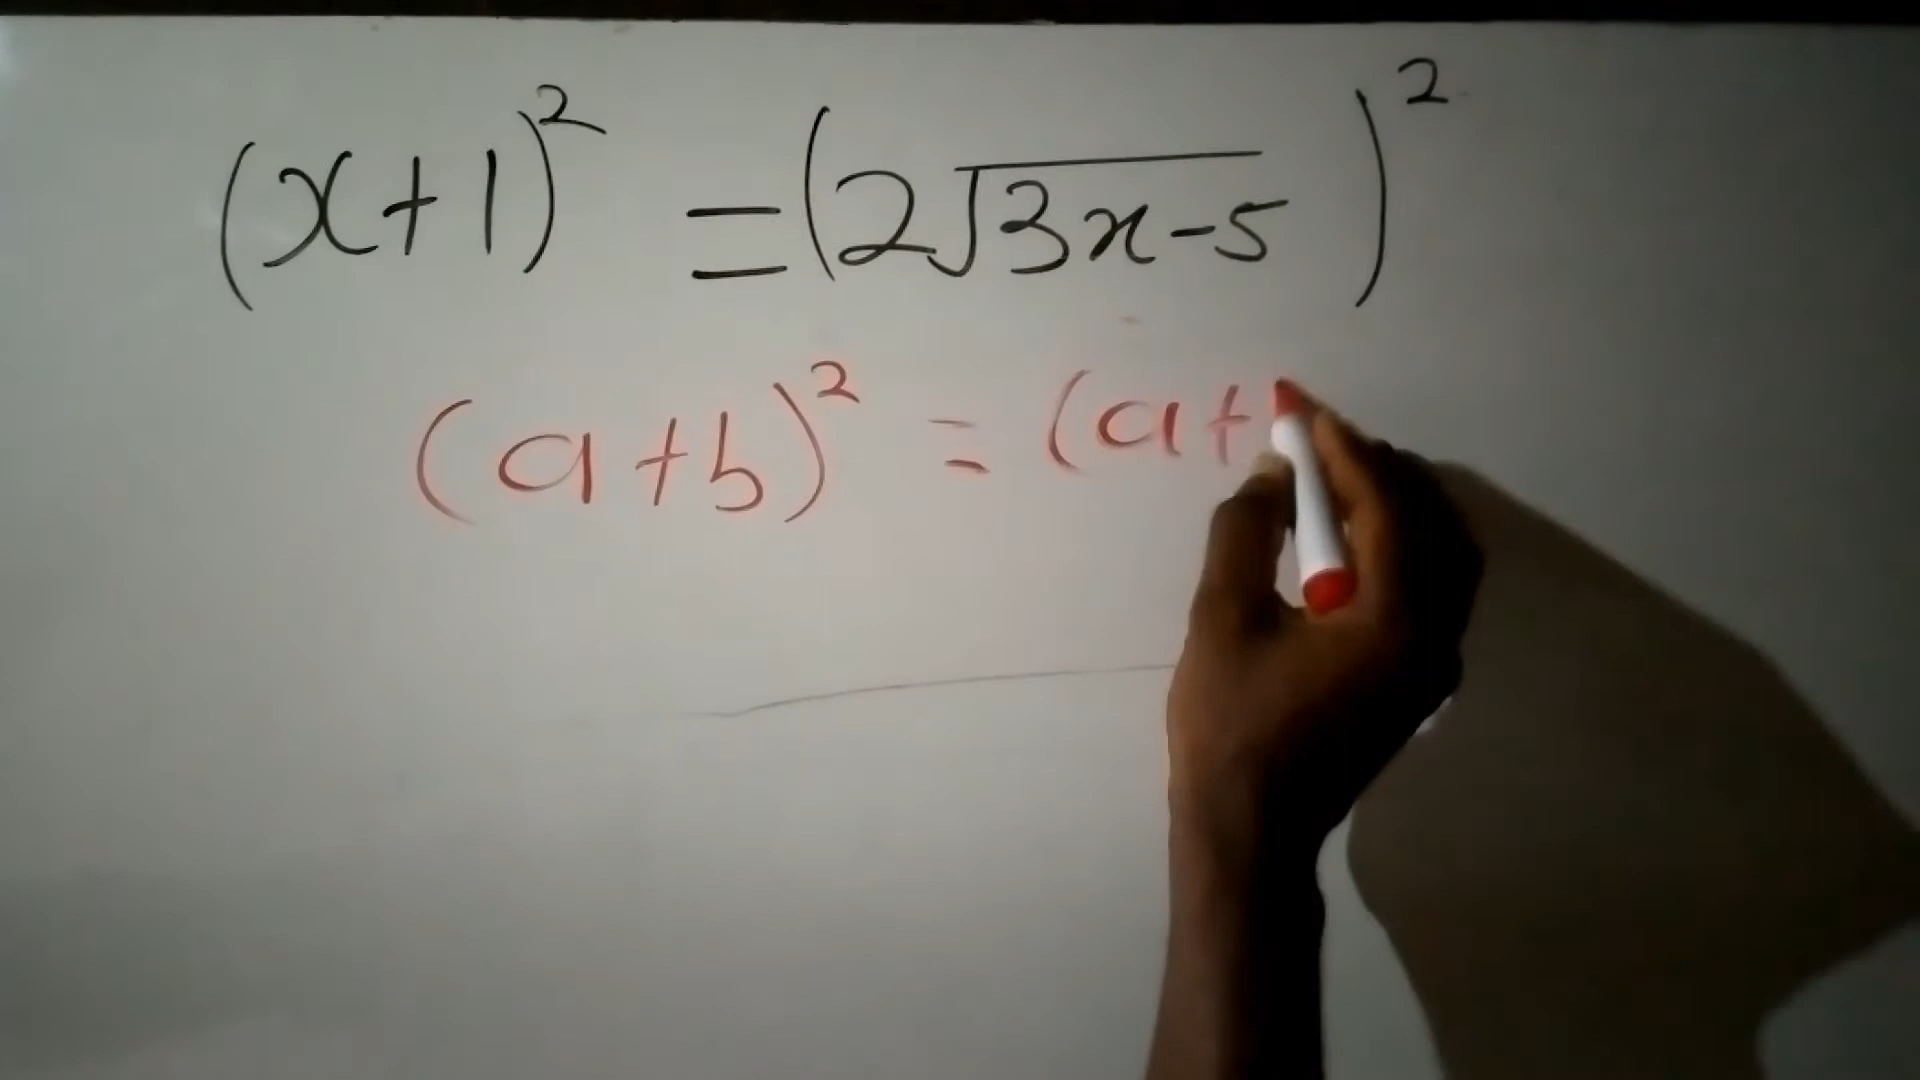 (x+1)² = (2√3x-5)²
(a+b)² = (a+